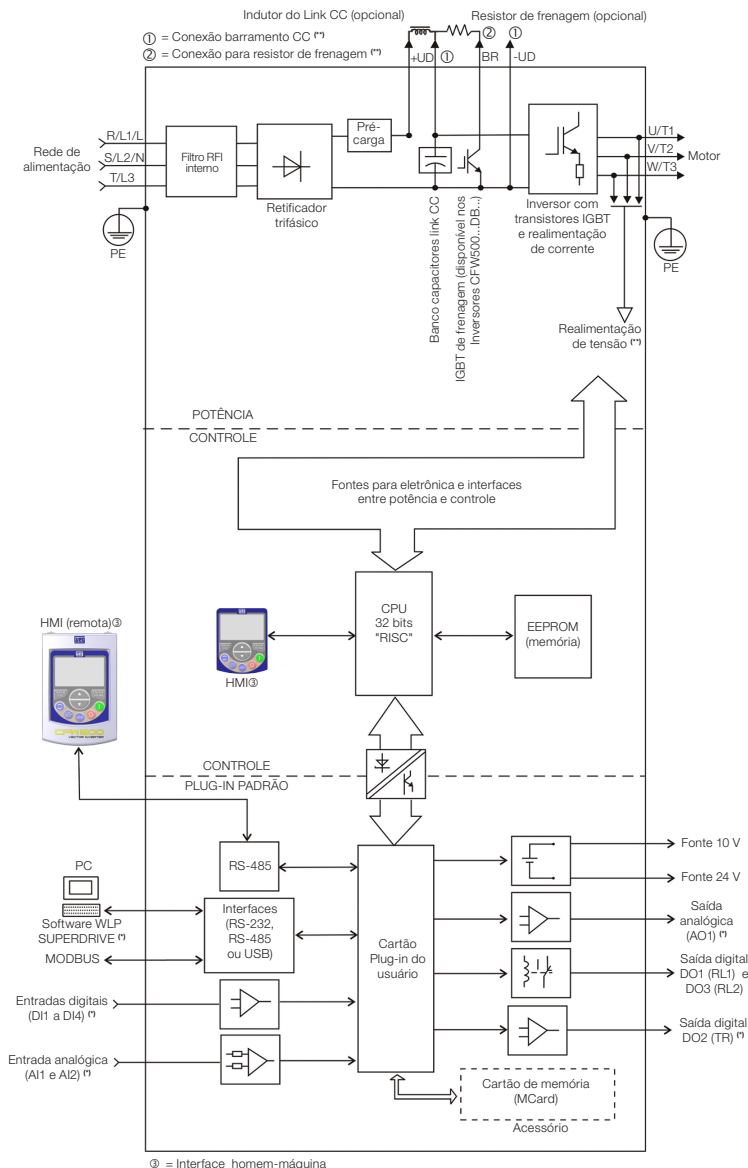 Indutor do Link CC (opcional)
Resistor de frenagem (opcional)
① = Conexão barramento CC (**)
② = Conexão para resistor de frenagem (**)
② ①
+UD ① BR -UD
Rede de
alimentação
R/L1/L
S/L2/N
T/L3
Filtro RFI
interno
Retificador
trifásico
Pré-
carga
Banco capacitores link CC
IGBT de frenagem (disponível nos
Inversores CFW500...DB...)
Inversor com
transistores IGBT
e realimentação
de corrente
U/T1
V/T2
W/T3
Motor
PE
PE
Realimentação
de tensão (**)
POTÊNCIA
CONTROLE
Fontes para eletrônica e interfaces
entre potência e controle
CPU
32 bits
"RISC"
EEPROM
(memória)
HMI③
HMI (remota)③
CFW500
VECTOR INVERTER
CONTROLE
PLUG-IN PADRÃO
PC
Software WLP
SUPERDRIVE (*)
MODBUS
RS-485
Interfaces
(RS-232,
RS-485
ou USB)
Entradas digitais
(DI1 a DI4) (*)
Entrada analógica
(AI1 e AI2) (*)
Cartão
Plug-in do
usuário
Fonte 10 V
Fonte 24 V
Saída
analógica
(AO1) (*)
Saída digital
DO1 (RL1) e
DO3 (RL2)
Saída digital
DO2 (TR) (*)
Cartão de memória
(MCard)
Acessório
③ = Interface homem-máquina